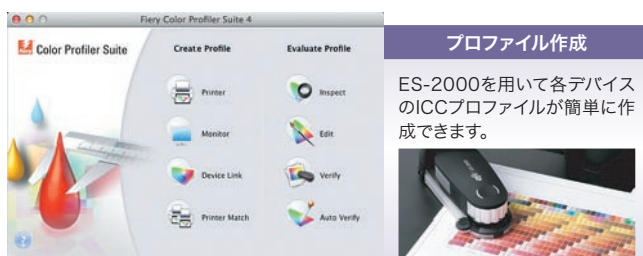 Fiery Color Profiler Suite 4
Color Profiler Suite
Create Profile
Evaluate Profile
Printer
Inspect
Monitor
Edit
Device Link
Verify
Printer Match
Auto Verify
プロファイル作成
ES-2000を用いて各デバイス
のICCプロファイルが簡単に作
成できます。